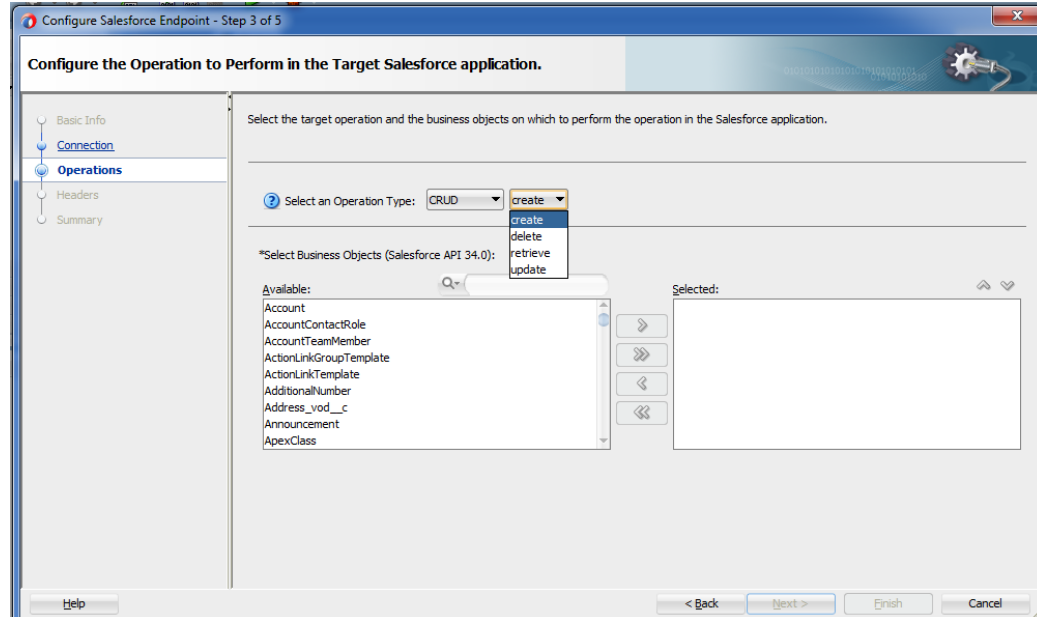 Configure Salesforce Endpoint - Step 3 of 5
Configure the Operation to Perform in the Target Salesforce application.
Basic Info
Connection
Operations
Headers
Summary
Select the target operation and the business objects on which to perform the operation in the Salesforce application.
Select an Operation Type: CRUD create
create
delete
retrieve
update
*Select Business Objects (Salesforce API 34.0):
Available:
Account
AccountContactRole
AccountTeamMember
ActionLinkGroupTemplate
ActionLinkTemplate
AdditionalNumber
Address_vod__c
Announcement
ApexClass
Selected:
Help
< Back
Next >
Finish
Cancel